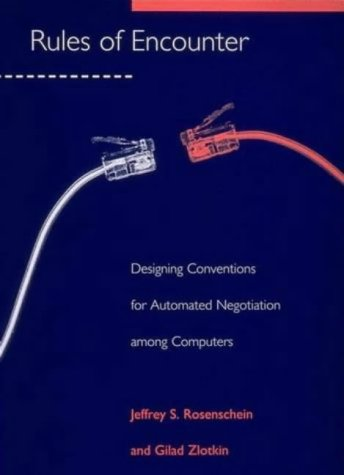 Rules of Encounter
Designing Conventions
for Automated Negotiation
among Computers
Jeffrey S. Rosenschein
and Gilad Zlotkin